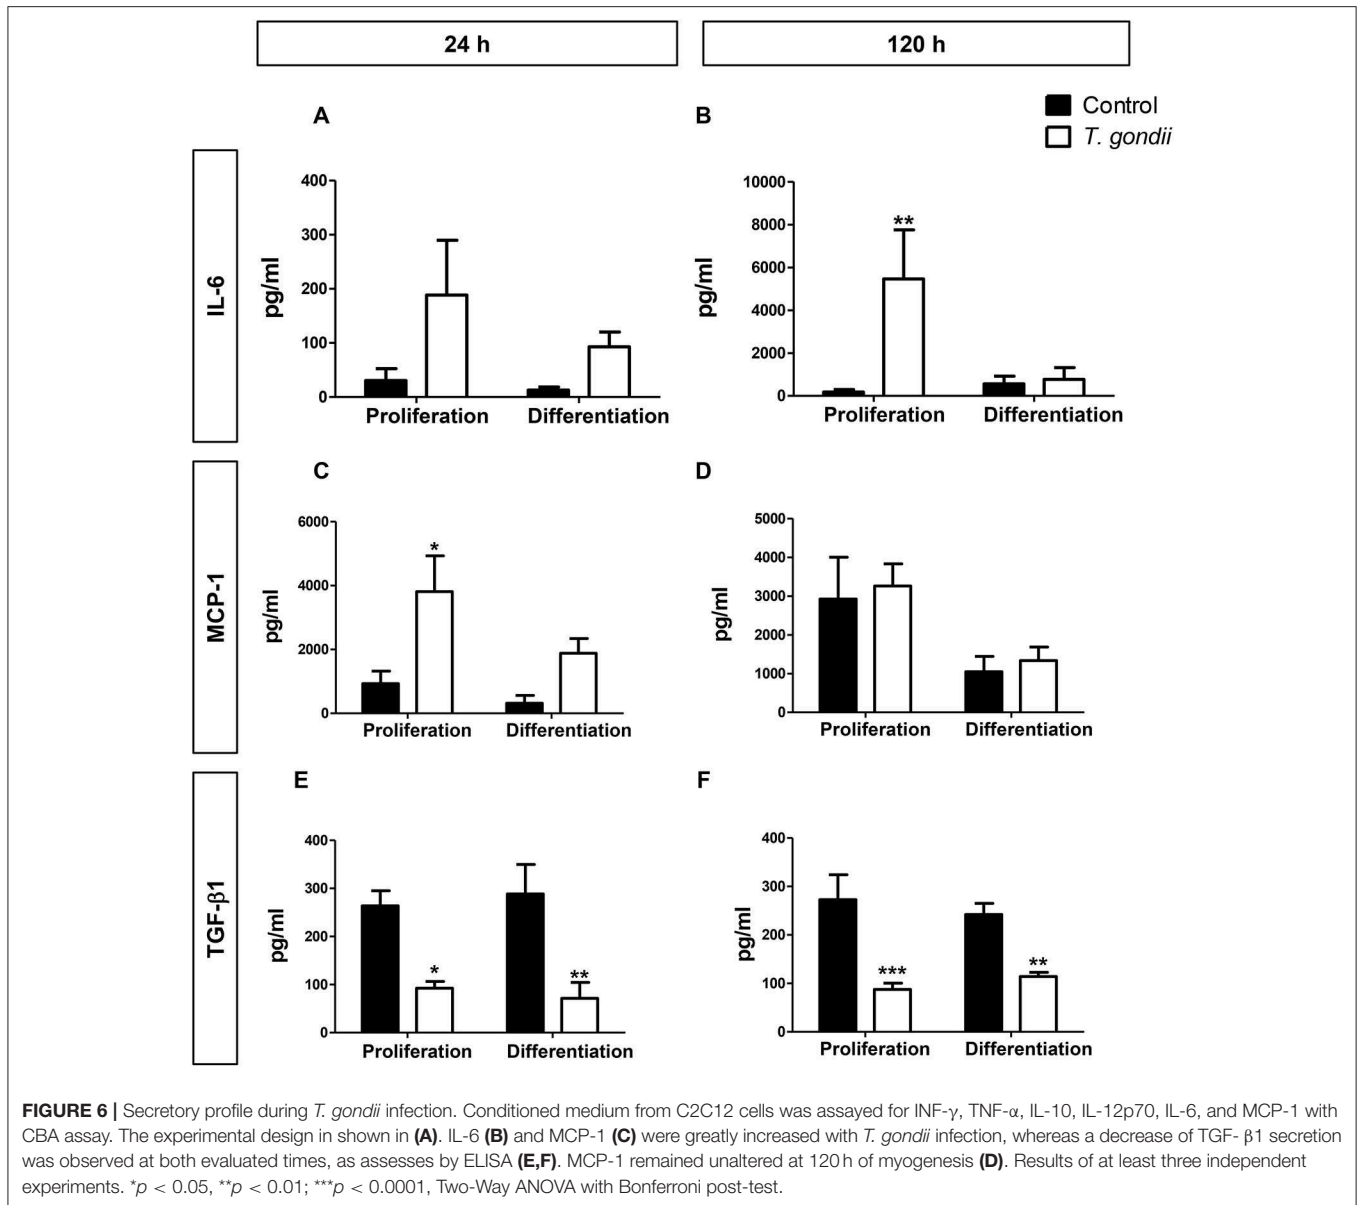 24 h
120 h
Control
T. gondii
A
B
IL-6
pg/ml
400
300
200
100
0
Proliferation
Differentiation
pg/ml
10000
8000
6000
4000
2000
0
**
Proliferation
Differentiation
C
D
MCP-1
pg/ml
6000
4000
2000
0
*
Proliferation
Differentiation
pg/ml
5000
4000
3000
2000
1000
0
Proliferation
Differentiation
E
F
TGF-β1
pg/ml
400
300
200
100
0
*
**
Proliferation
Differentiation
pg/ml
400
300
200
100
0
***
**
Proliferation
Differentiation
FIGURE 6 | Secretory profile during T. gondii infection. Conditioned medium from C2C12 cells was assayed for INF-γ, TNF-α, IL-10, IL-12p70, IL-6, and MCP-1 with
CBA assay. The experimental design in shown in (A). IL-6 (B) and MCP-1 (C) were greatly increased with T. gondii infection, whereas a decrease of TGF- β1 secretion
was observed at both evaluated times, as assesses by ELISA (E,F). MCP-1 remained unaltered at 120 h of myogenesis (D). Results of at least three independent
experiments. *p < 0.05, **p < 0.01; ***p < 0.0001, Two-Way ANOVA with Bonferroni post-test.